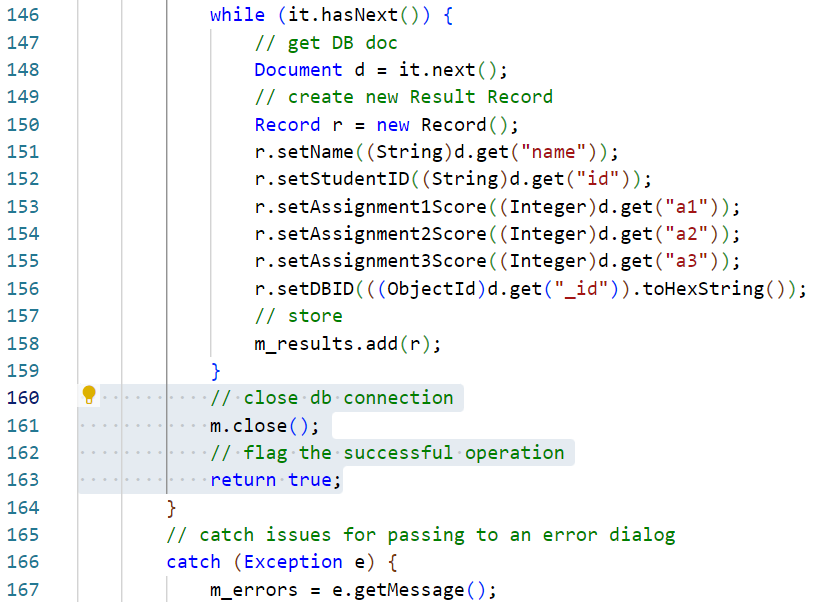 146 while (it.hasNext()) {
147 // get DB doc
148 Document d = it.next();
149 // create new Result Record
150 Record r = new Record();
151 r.setName((String)d.get("name"));
152 r.setStudentID((String)d.get("id"));
153 r.setAssignment1Score((Integer)d.get("a1"));
154 r.setAssignment2Score((Integer)d.get("a2"));
155 r.setAssignment3Score((Integer)d.get("a3"));
156 r.setDBID(((ObjectId)d.get("_id")).toHexString());
157 // store
158 m_results.add(r);
159 }
160 // close db connection
161 m.close();
162 // flag the successful operation
163 return true;
164 }
165 // catch issues for passing to an error dialog
166 catch (Exception e) {
167 m_errors = e.getMessage();